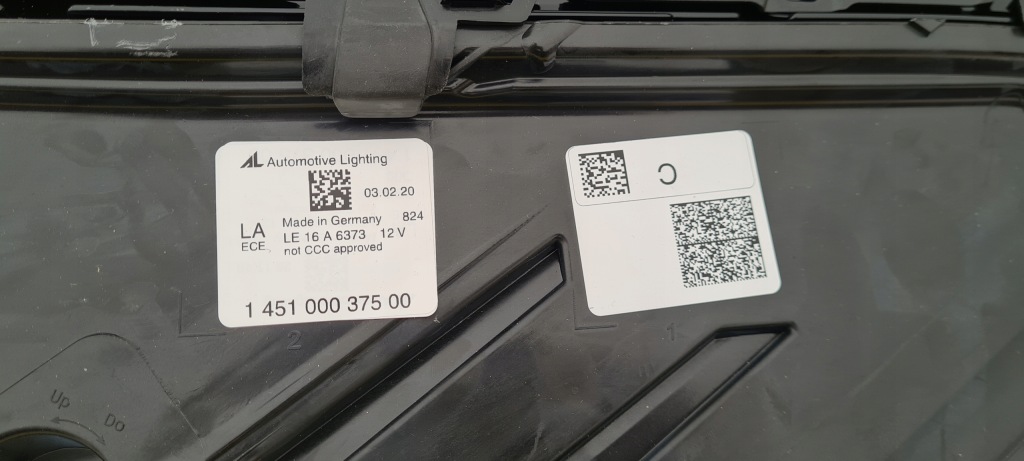 AL Automotive Lighting
03.02.20
Made in Germany 824
LA LE 16 A 6373 12 V
ECE not CCC approved
1 451 000 375 00
C
2
1
Up
Do